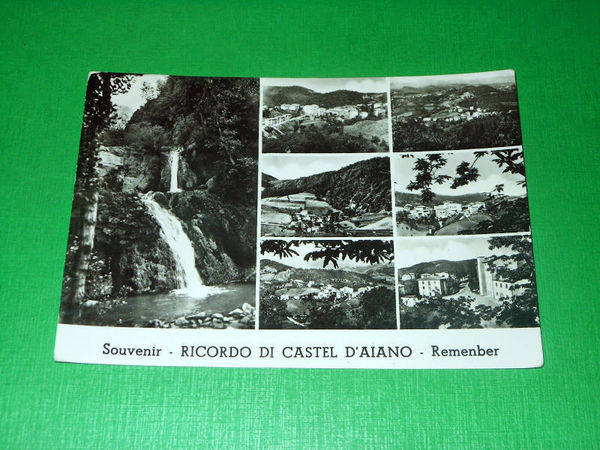 Souvenir - RICORDO DI CASTEL D'AIANO - Remenber